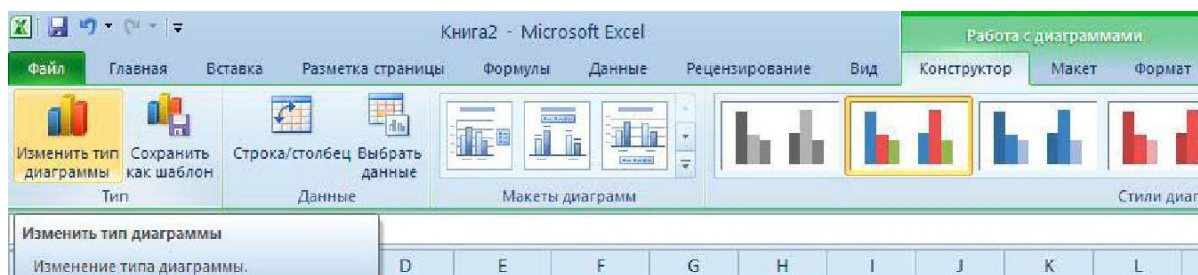 Книга2 - Microsoft Excel
Работа с диаграммами
Файл Главная Вставка Разметка страницы Формулы Данные Рецензирование Вид Конструктор Макет Формат
Изменить тип диаграммы
Сохранить как шаблон
Строка/столбец
Выбрать данные
Тип
Данные
Макеты диаграмм
Стили диаг
Изменить тип диаграммы
Изменение типа диаграммы.
D E F G H I J K L